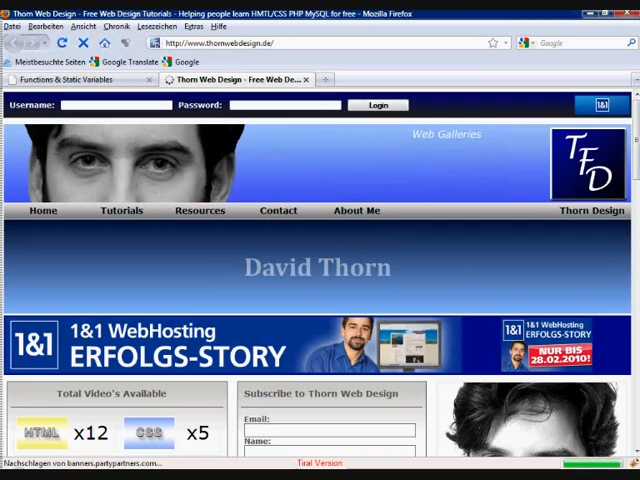 Thorn Web Design - Free Web Design Tutorials - Helping people learn HMTL/CSS PHP MySQL for free - Mozilla Firefox
Datei Bearbeiten Ansicht Chronik Lesezeichen Extras Hilfe
http://www.thornwebdesign.de/ Google
Meistbesuchte Seiten Google Translate Google
Functions & Static Variables Thorn Web Design - Free Web De...
Username: Password: Login
1&1
Web Galleries
TFD
Home Tutorials Resources Contact About Me Thorn Design
David Thorn
1&1 1&1 WebHosting
ERFOLGS-STORY
1&1 1&1 WebHosting
ERFOLGS-STORY
NUR BIS
28.02.2010!
Total Video's Available Subscribe to Thorn Web Design
Email:
HTML x12 CSS x5
Name:
Nachschlagen von banners.partypartners.com... Tiral Version